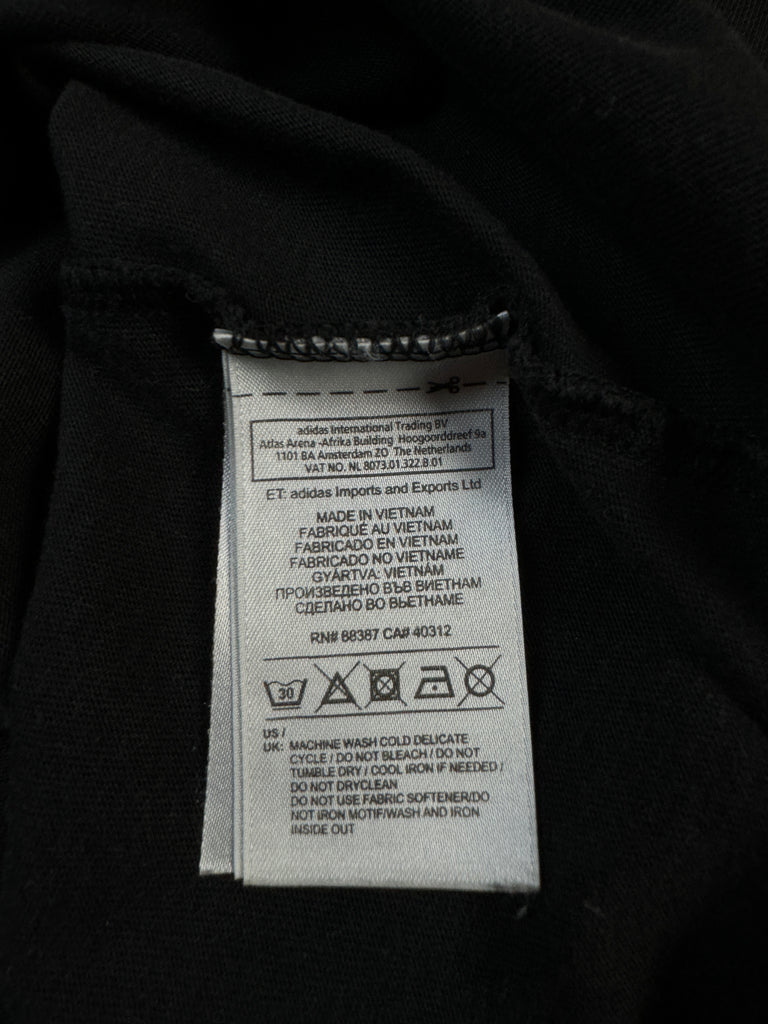 adidas International Trading BV
Atlas Arena -Afrika Building Hoogoorddreef 9a
1101 BA Amsterdam ZO The Netherlands
VAT NO. NL 8073.01.322.B.01
ET: adidas Imports and Exports Ltd
MADE IN VIETNAM
FABRIQUÉ AU VIETNAM
FABRICADO EN VIETNAM
FABRICADO NO VIETNAME
GYÁRTVA: VIETNÁM
ПРОИЗВЕДЕНО ВЪВ ВИЕТНАМ
СДЕЛАНО ВО ВЬЕТНАМЕ
RN# 88387 CA# 40312
30
US /
UK: MACHINE WASH COLD DELICATE
CYCLE / DO NOT BLEACH / DO NOT
TUMBLE DRY / COOL IRON IF NEEDED /
DO NOT DRYCLEAN
DO NOT USE FABRIC SOFTENER/DO
NOT IRON MOTIF/WASH AND IRON
INSIDE OUT